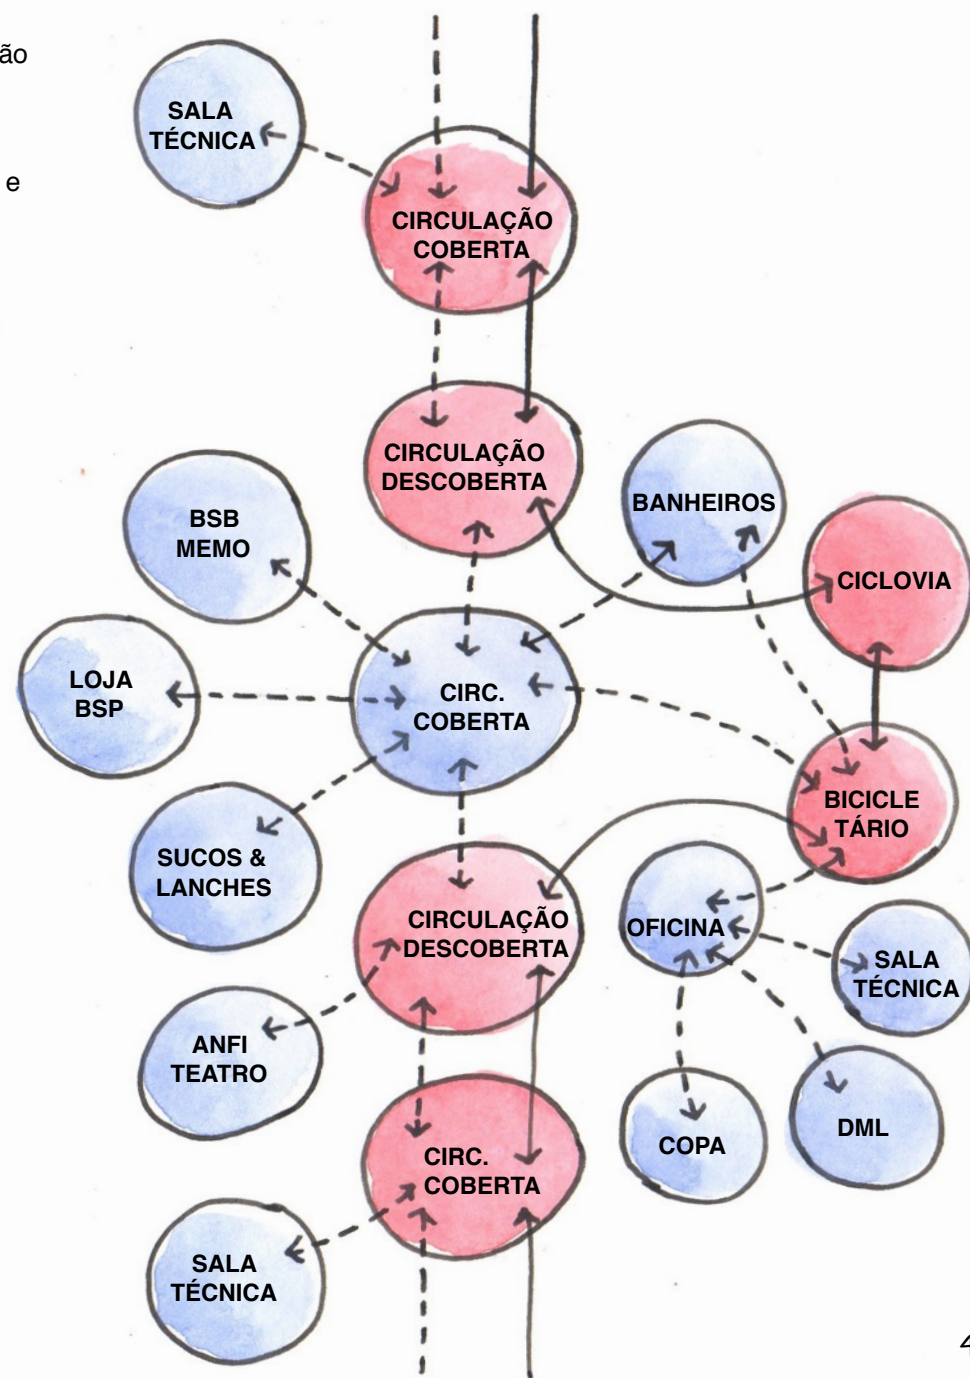 ão
e
SALA
TÉCNICA
CIRCULAÇÃO
COBERTA
CIRCULAÇÃO
DESCOBERTA
BANHEIROS
BSB
MEMO
CICLOVIA
LOJA
BSP
CIRC.
COBERTA
BICICLE
TÁRIO
SUCOS &
LANCHES
CIRCULAÇÃO
DESCOBERTA
OFICINA
SALA
TÉCNICA
ANFI
TEATRO
COPA
DML
CIRC.
COBERTA
SALA
TÉCNICA
4